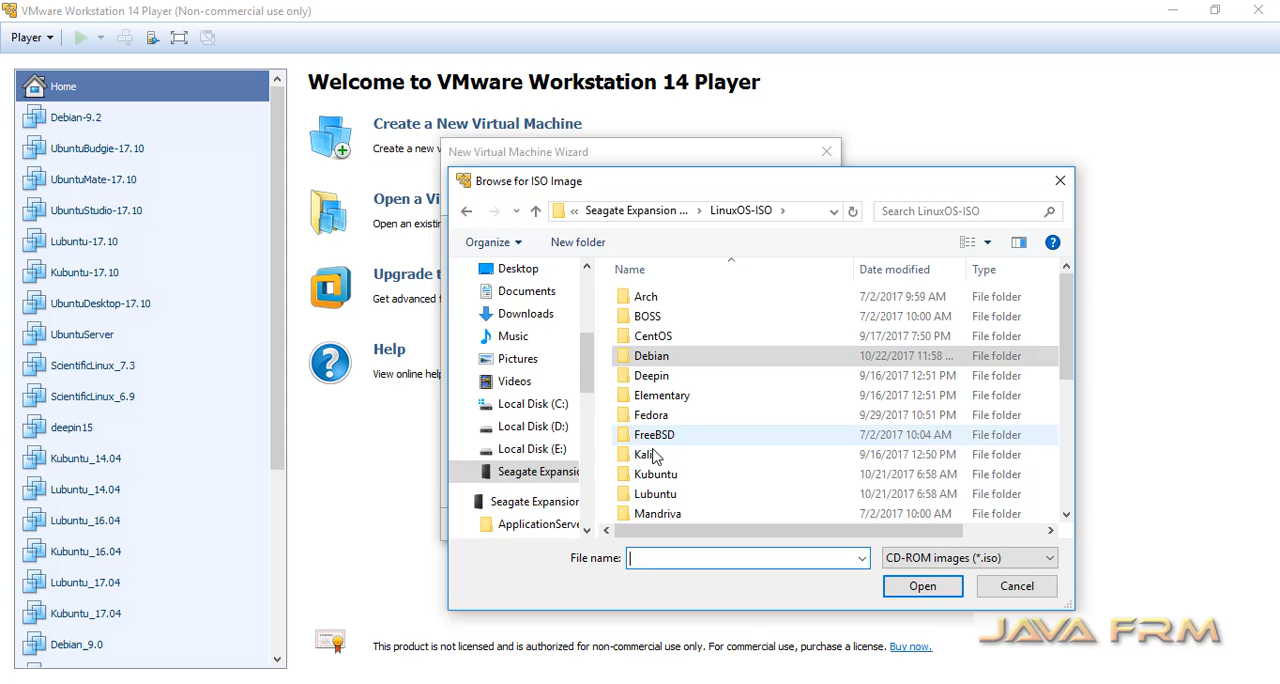 VMware Workstation 14 Player (Non-commercial use only)
Player
Home
Debian-9.2
UbuntuBudgie-17.10
UbuntuMate-17.10
UbuntuStudio-17.10
Lubuntu-17.10
Kubuntu-17.10
UbuntuDesktop-17.10
UbuntuServer
ScientificLinux_7.3
ScientificLinux_6.9
deepin15
Kubuntu_14.04
Lubuntu_14.04
Lubuntu_16.04
Kubuntu_16.04
Lubuntu_17.04
Kubuntu_17.04
Debian_9.0
Welcome to VMware Workstation 14 Player
Create a New Virtual Machine
Create a new v
Open a Vi
Open an existin
Upgrade t
Get advanced f
Help
View online help
This product is not licensed and is authorized for non-commercial use only. For commercial use, purchase a license. Buy now.
New Virtual Machine Wizard
Browse for ISO Image
« Seagate Expansion ... › LinuxOS-ISO ›
Search LinuxOS-ISO
Organize
New folder
Desktop
Documents
Downloads
Music
Pictures
Videos
Local Disk (C:)
Local Disk (D:)
Local Disk (E:)
Seagate Expansio
Seagate Expansion
ApplicationServe
Name Date modified Type
Arch 7/2/2017 9:59 AM File folder
BOSS 7/2/2017 10:00 AM File folder
CentOS 9/17/2017 7:50 PM File folder
Debian 10/22/2017 11:58 ... File folder
Deepin 9/16/2017 12:51 PM File folder
Elementary 9/16/2017 12:51 PM File folder
Fedora 9/29/2017 10:51 PM File folder
FreeBSD 7/2/2017 10:04 AM File folder
Kali 9/16/2017 12:50 PM File folder
Kubuntu 10/21/2017 6:58 AM File folder
Lubuntu 10/21/2017 6:58 AM File folder
Mandriva 7/2/2017 10:00 AM File folder
File name:
CD-ROM images (*.iso)
Open
Cancel
JAVA FRM